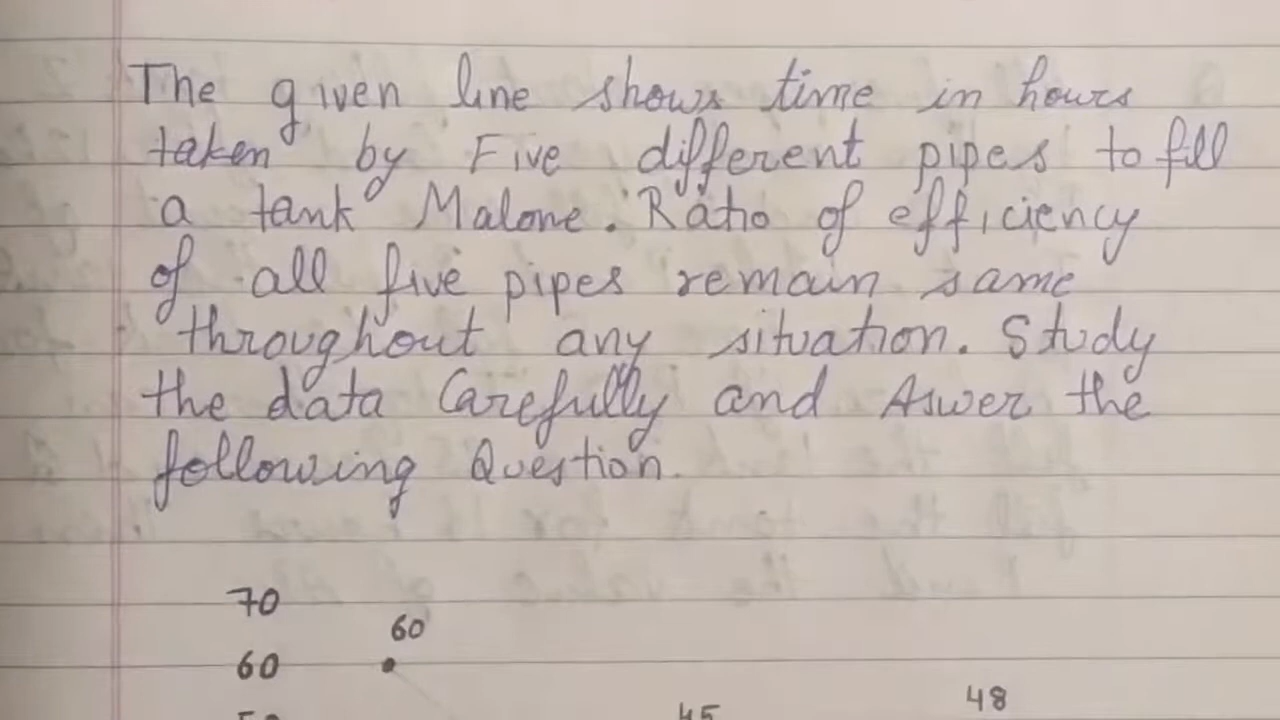 The given line shows time in hours
taken by Five different pipes to fill
a tank Malone. Ratio of efficiency
of all five pipes remain same
throughout any situation. Study
the data Carefully and Aswer the
following Question.
70
60
60
48
45
50